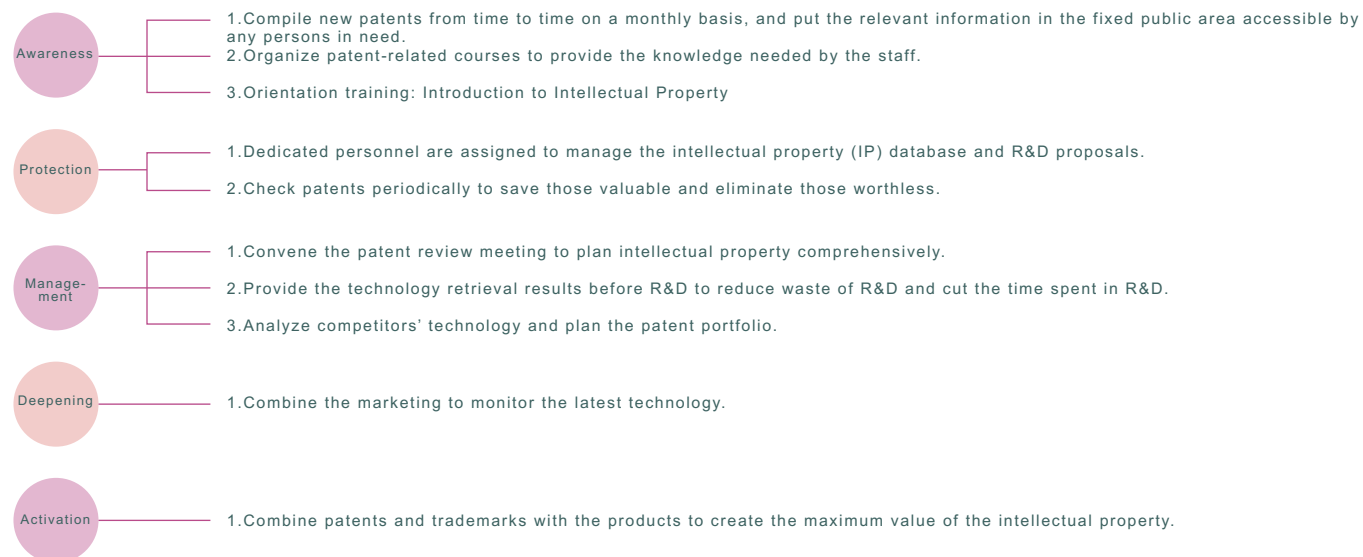 Awareness
1.Compile new patents from time to time on a monthly basis, and put the relevant information in the fixed public area accessible by
any persons in need.
2.Organize patent-related courses to provide the knowledge needed by the staff.
3.Orientation training: Introduction to Intellectual Property
Protection
1.Dedicated personnel are assigned to manage the intellectual property (IP) database and R&D proposals.
2.Check patents periodically to save those valuable and eliminate those worthless.
Manage-
ment
1.Convene the patent review meeting to plan intellectual property comprehensively.
2.Provide the technology retrieval results before R&D to reduce waste of R&D and cut the time spent in R&D.
3.Analyze competitors’ technology and plan the patent portfolio.
Deepening
1.Combine the marketing to monitor the latest technology.
Activation
1.Combine patents and trademarks with the products to create the maximum value of the intellectual property.